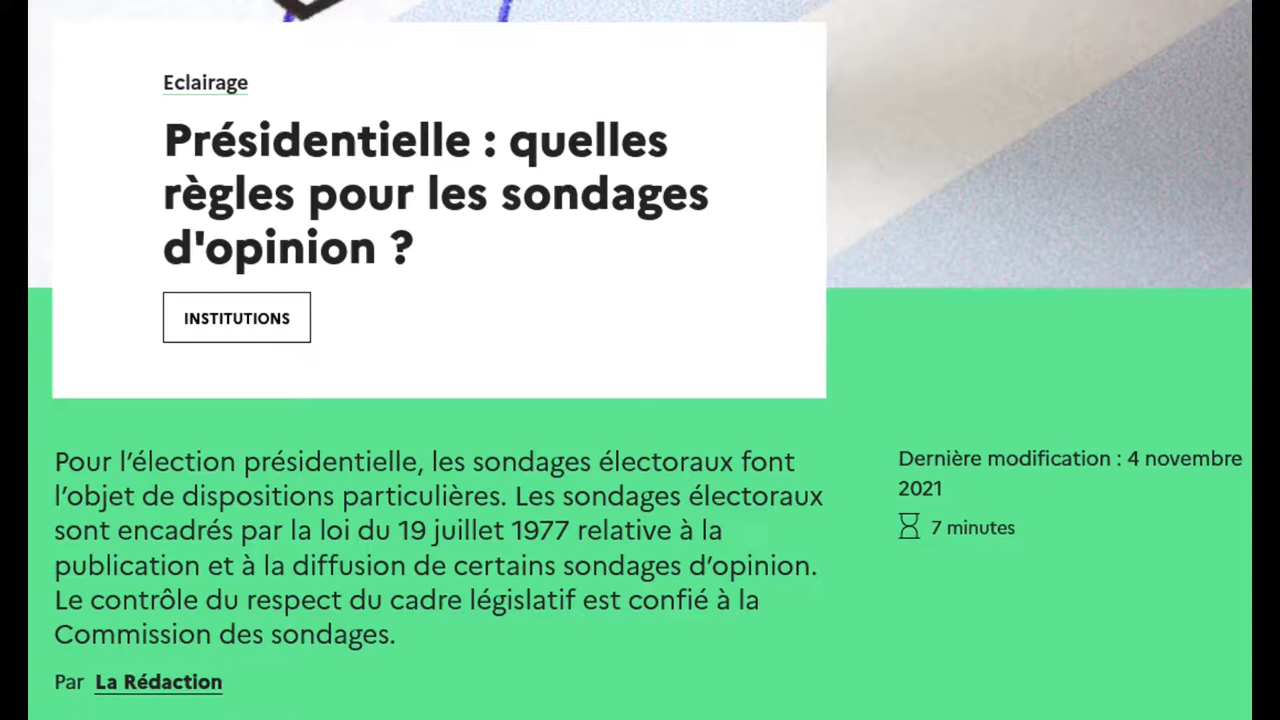 Eclairage
Présidentielle : quelles
règles pour les sondages
d'opinion ?
INSTITUTIONS
Pour l’élection présidentielle, les sondages électoraux font
l’objet de dispositions particulières. Les sondages électoraux
sont encadrés par la loi du 19 juillet 1977 relative à la
publication et à la diffusion de certains sondages d’opinion.
Le contrôle du respect du cadre législatif est confié à la
Commission des sondages.
Par La Rédaction
Dernière modification : 4 novembre
2021
7 minutes